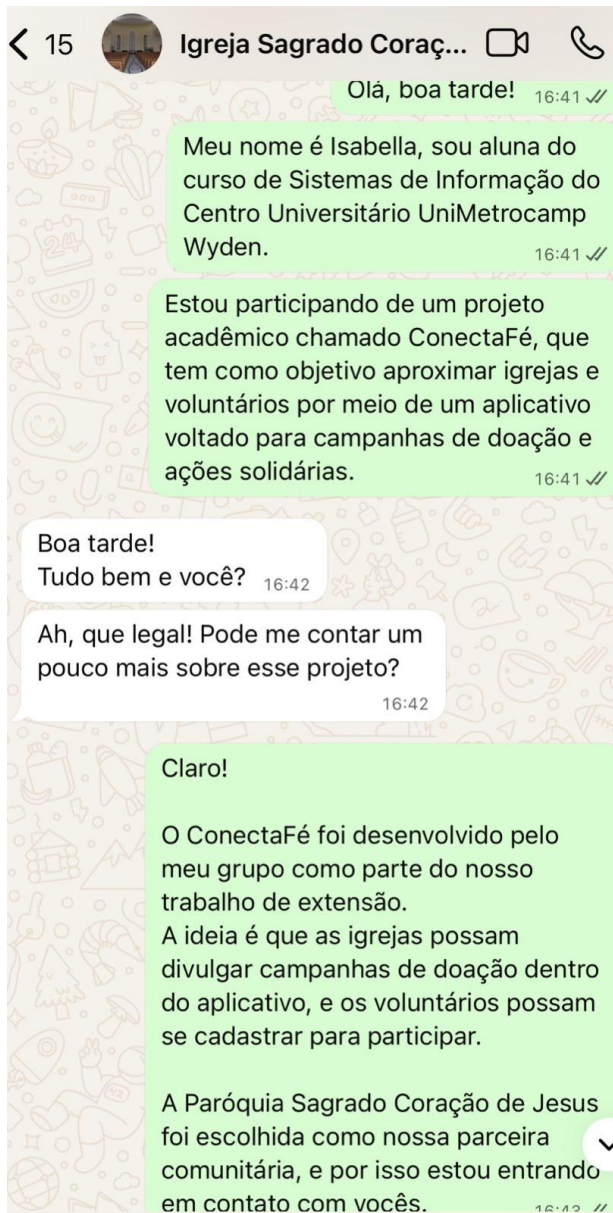 15
Igreja Sagrado Coraç...
Olá, boa tarde! 16:41
Meu nome é Isabella, sou aluna do
curso de Sistemas de Informação do
Centro Universitário UniMetrocamp
Wyden.
16:41
Estou participando de um projeto
acadêmico chamado ConectaFé, que
tem como objetivo aproximar igrejas e
voluntários por meio de um aplicativo
voltado para campanhas de doação e
ações solidárias.
16:41
Boa tarde!
Tudo bem e você? 16:42
Ah, que legal! Pode me contar um
pouco mais sobre esse projeto?
16:42
Claro!
O ConectaFé foi desenvolvido pelo
meu grupo como parte do nosso
trabalho de extensão.
A ideia é que as igrejas possam
divulgar campanhas de doação dentro
do aplicativo, e os voluntários possam
se cadastrar para participar.
A Paróquia Sagrado Coração de Jesus
foi escolhida como nossa parceira
comunitária, e por isso estou entrando
em contato com vocês. 16:43